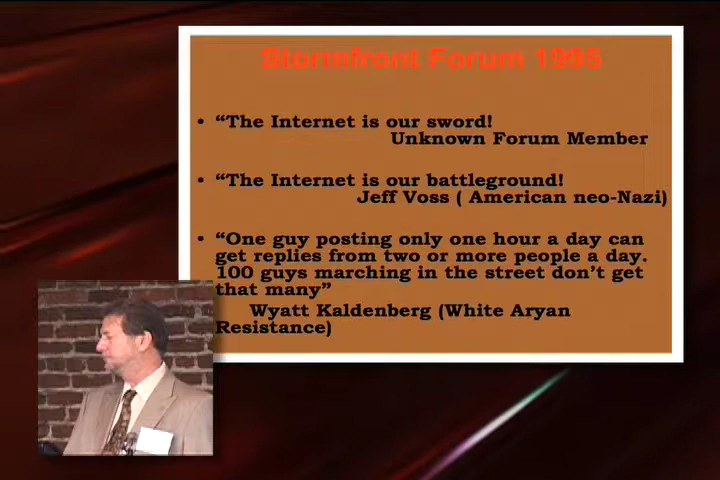 Stormfront Forum 1995
• “The Internet is our sword!
Unknown Forum Member
• “The Internet is our battleground!
Jeff Voss ( American neo-Nazi)
• “One guy posting only one hour a day can
get replies from two or more people a day.
100 guys marching in the street don’t get
that many”
Wyatt Kaldenberg (White Aryan
Resistance)